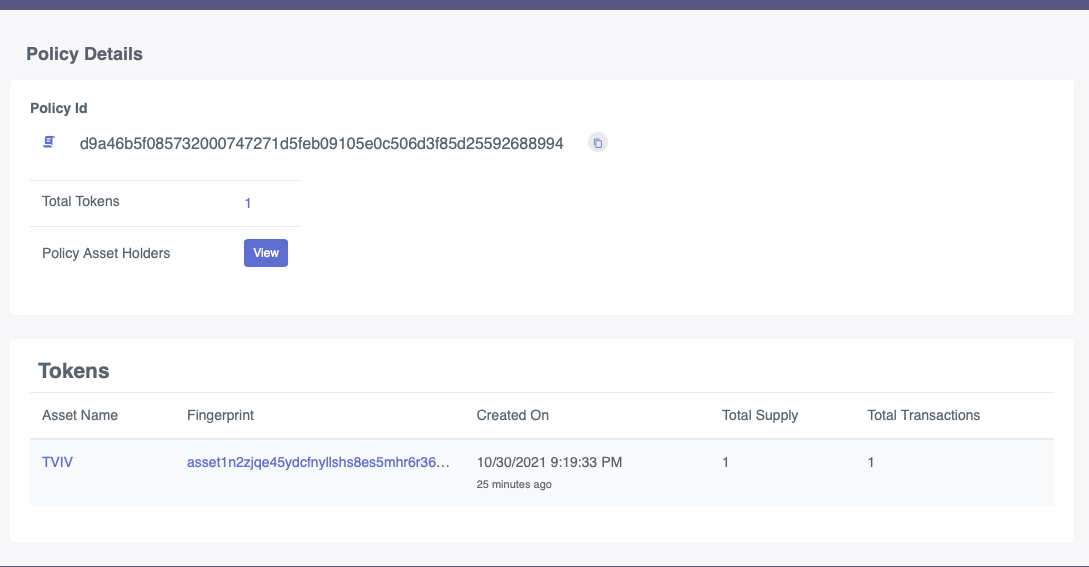 Policy Details
Policy Id
d9a46b5f085732000747271d5feb09105e0c506d3f85d25592688994
Total Tokens 1
Policy Asset Holders View
Tokens
Asset Name Fingerprint Created On Total Supply Total Transactions
TVIV asset1n2zjqe45ydcfnyllshs8es5mhr6r36... 10/30/2021 9:19:33 PM 1 1
25 minutes ago